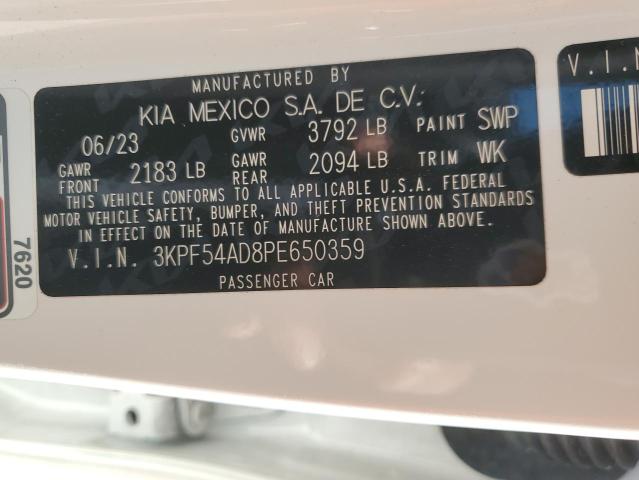 MANUFACTURED BY
KIA MEXICO S.A. DE C.V.:
06/23 GVWR 3792 LB PAINT SWP
GAWR FRONT 2183 LB GAWR REAR 2094 LB TRIM WK
THIS VEHICLE CONFORMS TO ALL APPLICABLE U.S.A. FEDERAL
MOTOR VEHICLE SAFETY, BUMPER, AND THEFT PREVENTION STANDARDS
IN EFFECT ON THE DATE OF MANUFACTURE SHOWN ABOVE.
V.I.N. 3KPF54AD8PE650359
PASSENGER CAR
7620
V.I.N